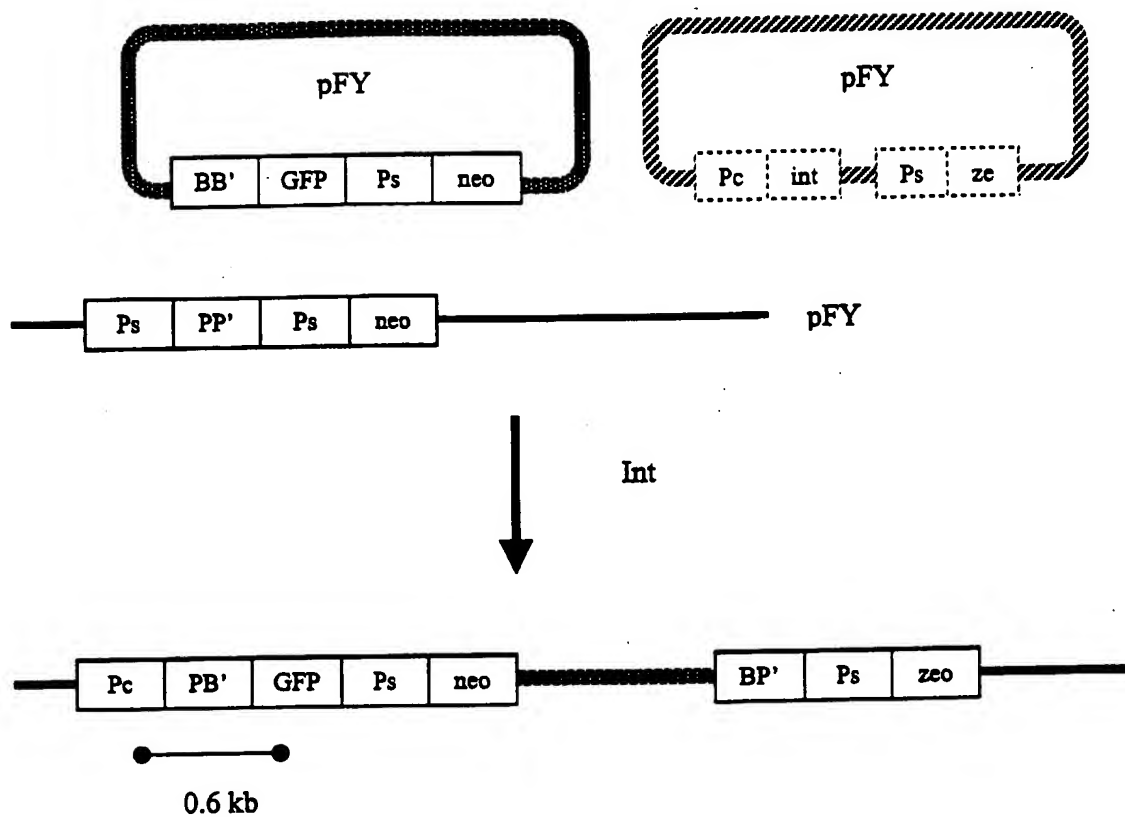 pFY
pFY
BB' GFP Ps neo
Pc int Ps ze
Ps PP' Ps neo
pFY
Int
Pc PB' GFP Ps neo
BP' Ps zeo
0.6 kb